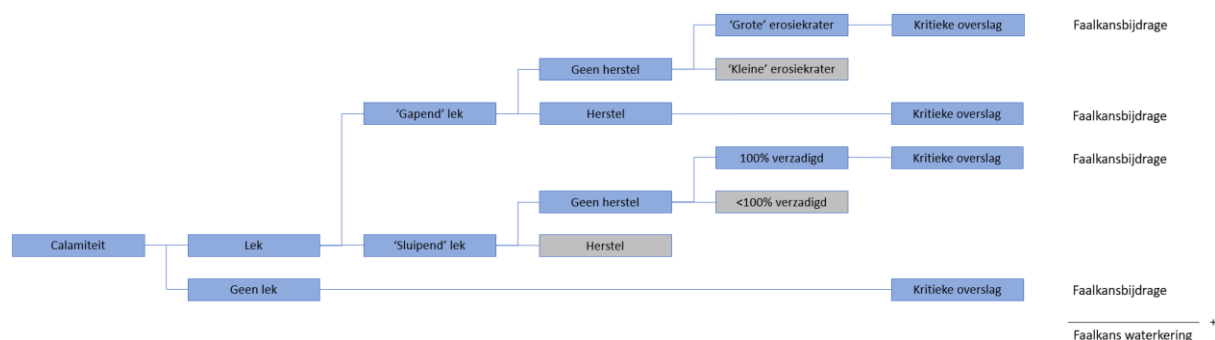 'Grote' erosiekrater Kritieke overslag Faalkansbijdrage
Geen herstel 'Kleine' erosiekrater
'Gapend' lek Herstel Kritieke overslag Faalkansbijdrage
100% verzadigd Kritieke overslag Faalkansbijdrage
Geen herstel <100% verzadigd
Calamiteit Lek 'Sluipend' lek Herstel
Geen lek Kritieke overslag Faalkansbijdrage
+
Faalkans waterkering